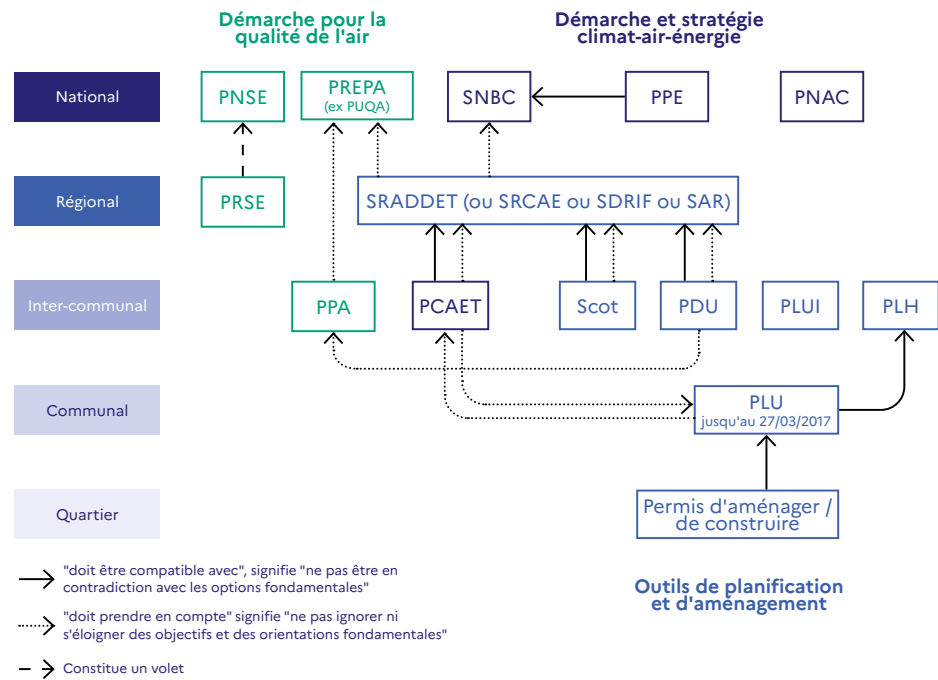 Démarche pour la
qualité de l'air
Démarche et stratégie
climat-air-énergie
National
PNSE
PREPA
(ex PUQA)
SNBC
PPE
PNAC
Régional
PRSE
SRADDET (ou SRCAE ou SDRIF ou SAR)
Inter-communal
PPA
PCAET
Scot
PDU
PLUI
PLH
Communal
PLU
jusqu'au 27/03/2017
Quartier
Permis d'aménager /
de construire
"doit être compatible avec", signifie "ne pas être en
contradiction avec les options fondamentales"
"doit prendre en compte" signifie "ne pas ignorer ni
s'éloigner des objectifs et des orientations fondamentales"
Constitue un volet
Outils de planification
et d'aménagement